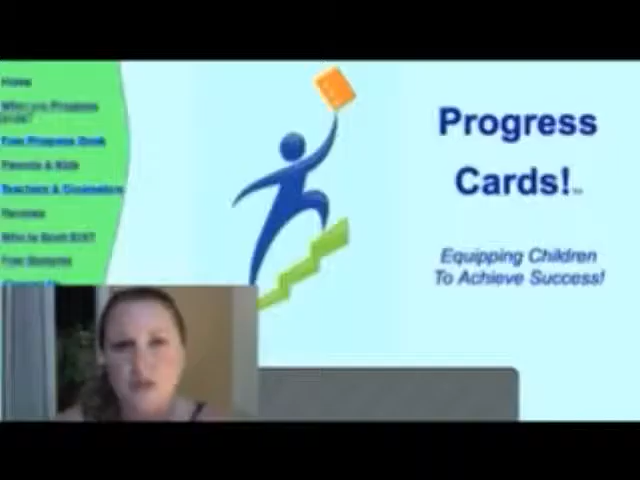 Home
Free Progress Book
Parents & Kids
Teachers & Counselors
Reviews
Free Samples
Progress
Cards!
Equipping Children
To Achieve Success!